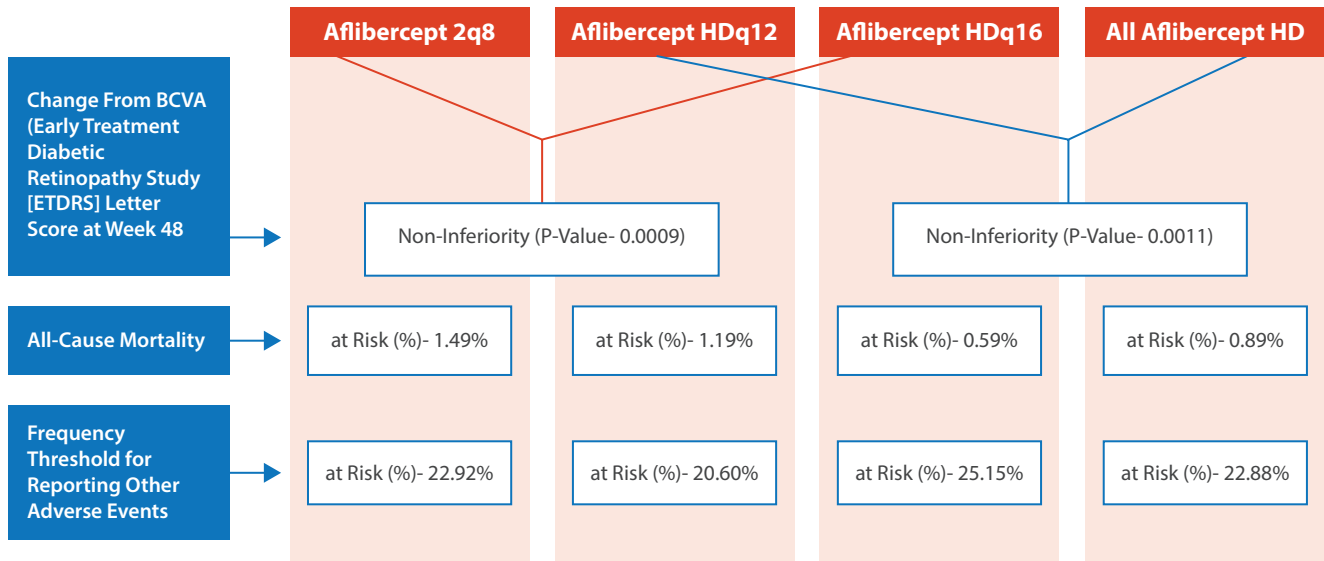 Aflibercept 2q8
Aflibercept HDq12
Aflibercept HDq16
All Aflibercept HD
Change From BCVA
(Early Treatment
Diabetic
Retinopathy Study
[ETDRS] Letter
Score at Week 48
Non-Inferiority (P-Value- 0.0009)
Non-Inferiority (P-Value- 0.0011)
All-Cause Mortality
at Risk (%)- 1.49%
at Risk (%)- 1.19%
at Risk (%)- 0.59%
at Risk (%)- 0.89%
Frequency
Threshold for
Reporting Other
Adverse Events
at Risk (%)- 22.92%
at Risk (%)- 20.60%
at Risk (%)- 25.15%
at Risk (%)- 22.88%